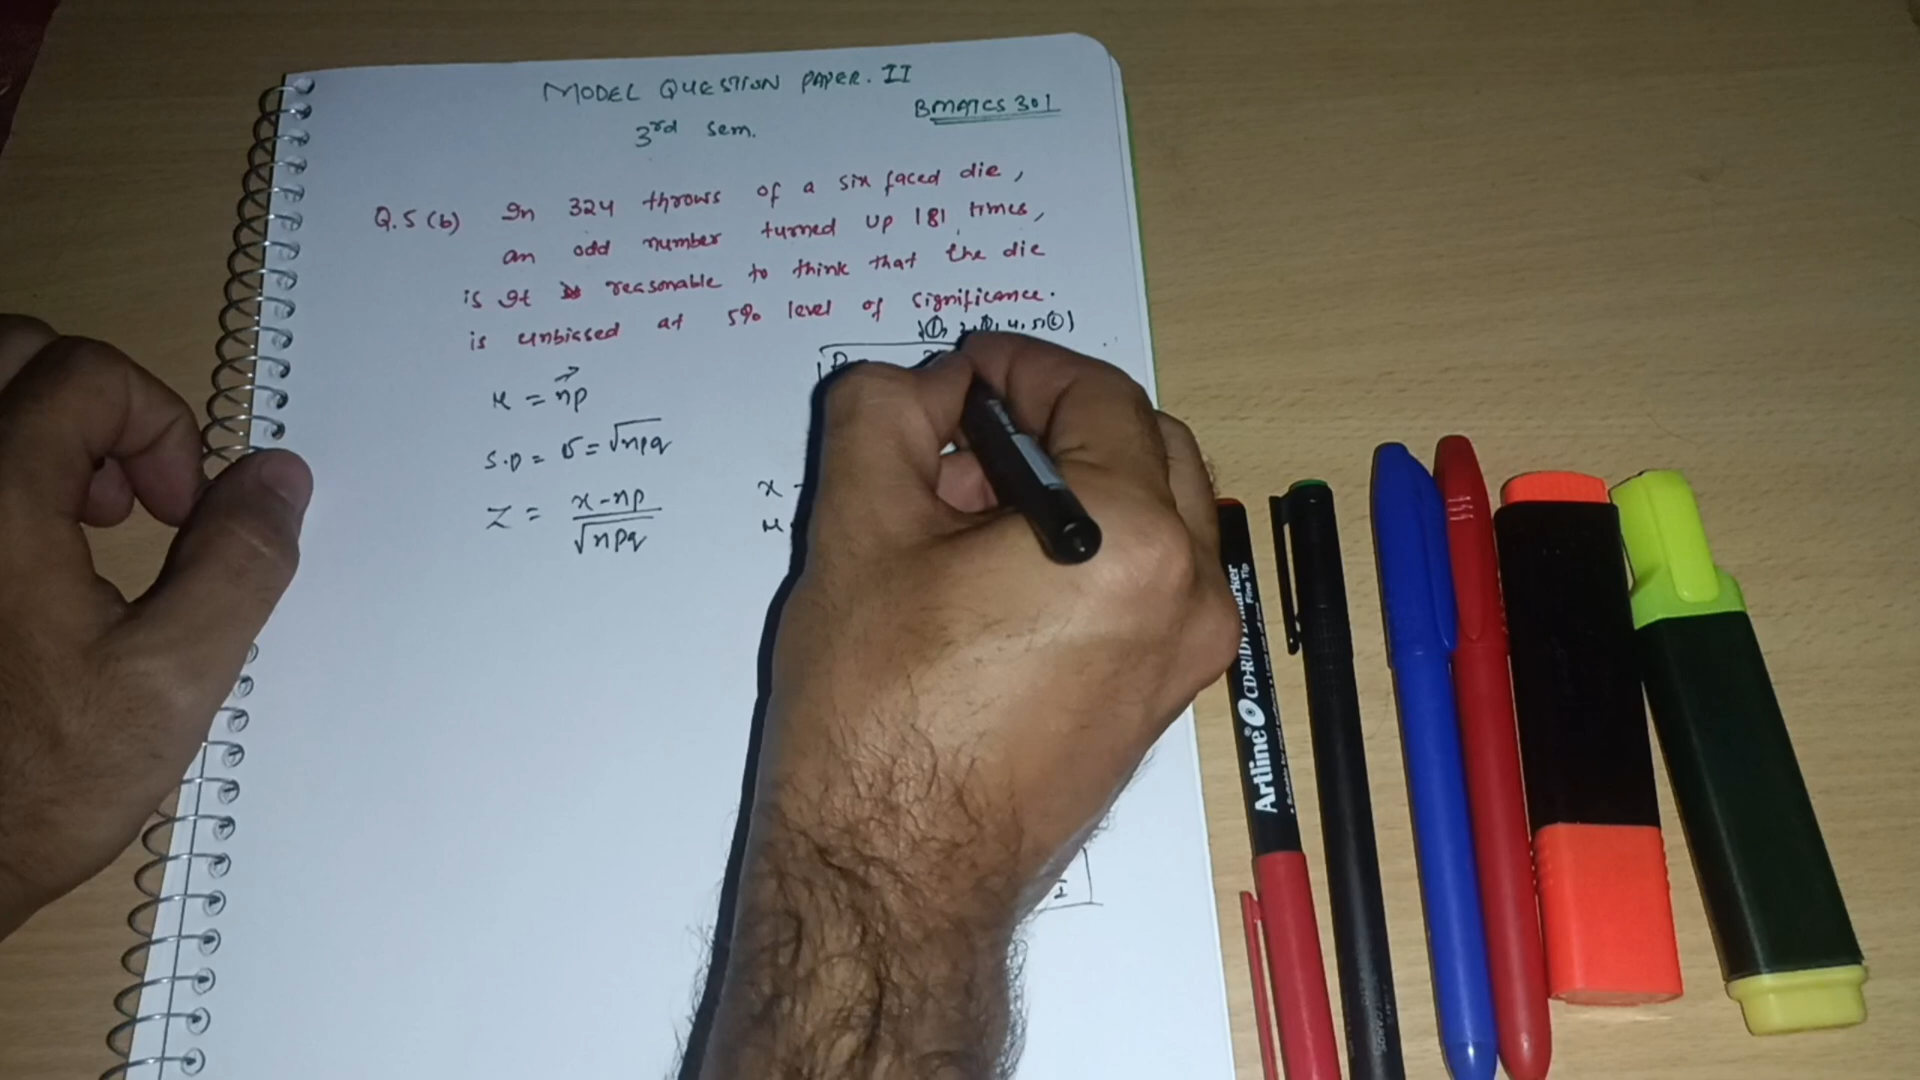 MODEL QUESTION PAPER. II
BMATCS 301
3rd sem.
Q.5 (b) In 324 throws of a six faced die,
an odd number turned up 181 times,
is It reasonable to think that the die
is unbiased at 5% level of significance.
μ = np
S.D = σ = √npq
Z = x - np / √npq
x -
μ
I
Artline CD-R/DVD marker
Fine Tip